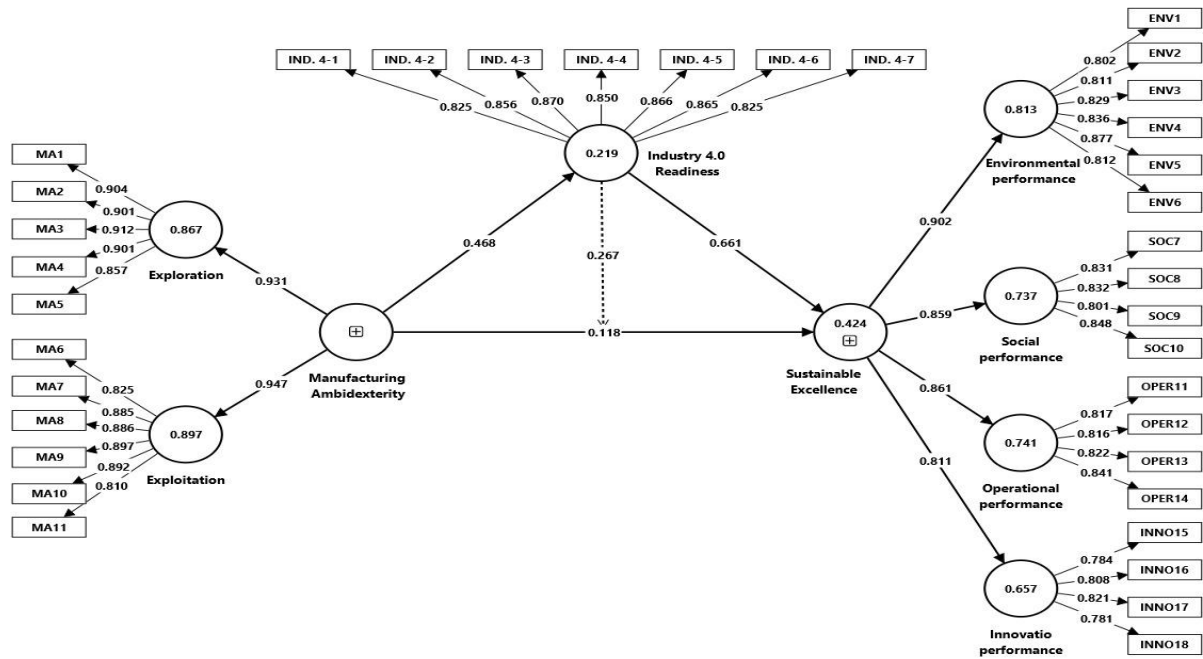 IND. 4-1
IND. 4-2
IND. 4-3
IND. 4-4
IND. 4-5
IND. 4-6
IND. 4-7
0.825
0.856
0.870
0.850
0.866
0.865
0.825
0.219
Industry 4.0
Readiness
MA1
MA2
MA3
MA4
MA5
0.904
0.901
0.912
0.901
0.857
0.867
Exploration
0.931
MA6
MA7
MA8
MA9
MA10
MA11
0.825
0.885
0.886
0.897
0.892
0.810
0.897
Exploitation
0.947
Manufacturing
Ambidexterity
0.468
0.267
0.661
0.118
0.424
Sustainable
Excellence
0.902
0.859
0.861
0.811
0.813
Environmental
performance
0.802
0.811
0.829
0.836
0.877
0.812
ENV1
ENV2
ENV3
ENV4
ENV5
ENV6
0.737
Social
performance
0.831
0.832
0.801
0.848
SOC7
SOC8
SOC9
SOC10
0.741
Operational
performance
0.817
0.816
0.822
0.841
OPER11
OPER12
OPER13
OPER14
0.657
Innovatio
performance
0.784
0.808
0.821
0.781
INNO15
INNO16
INNO17
INNO18